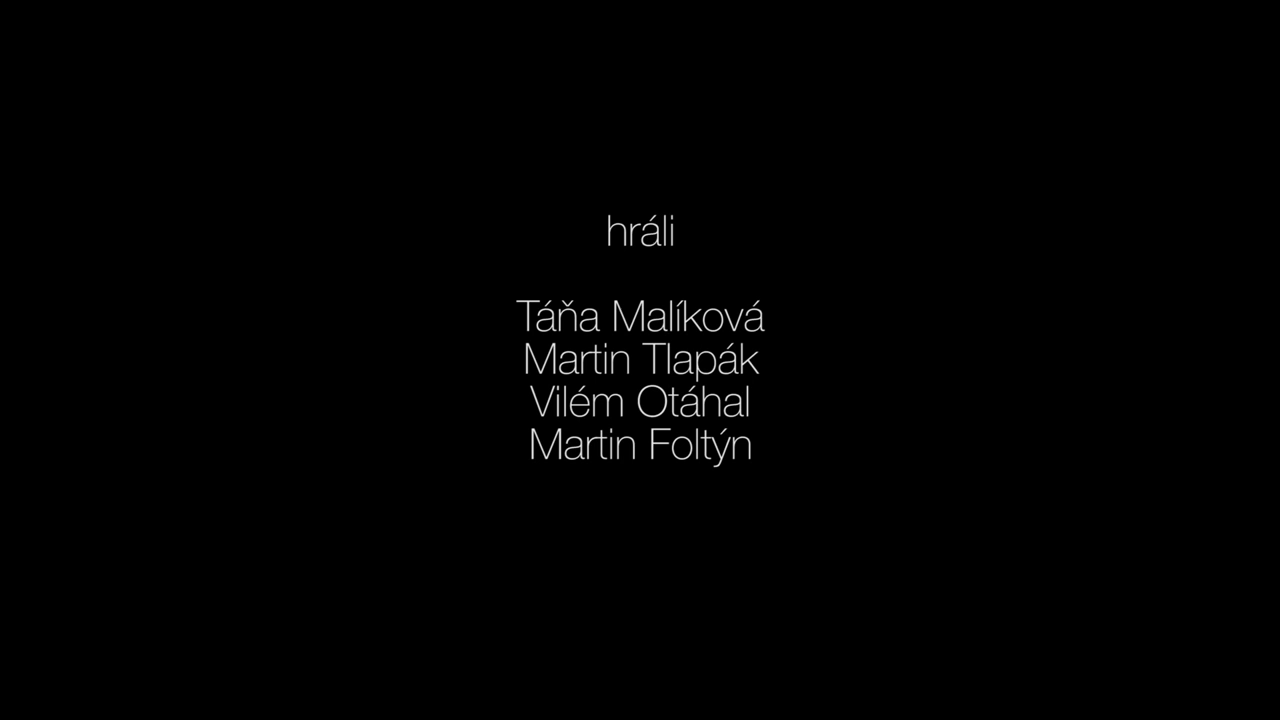 hráli
Táňa Malíková
Martin Tlapák
Vilém Otáhal
Martin Foltýn